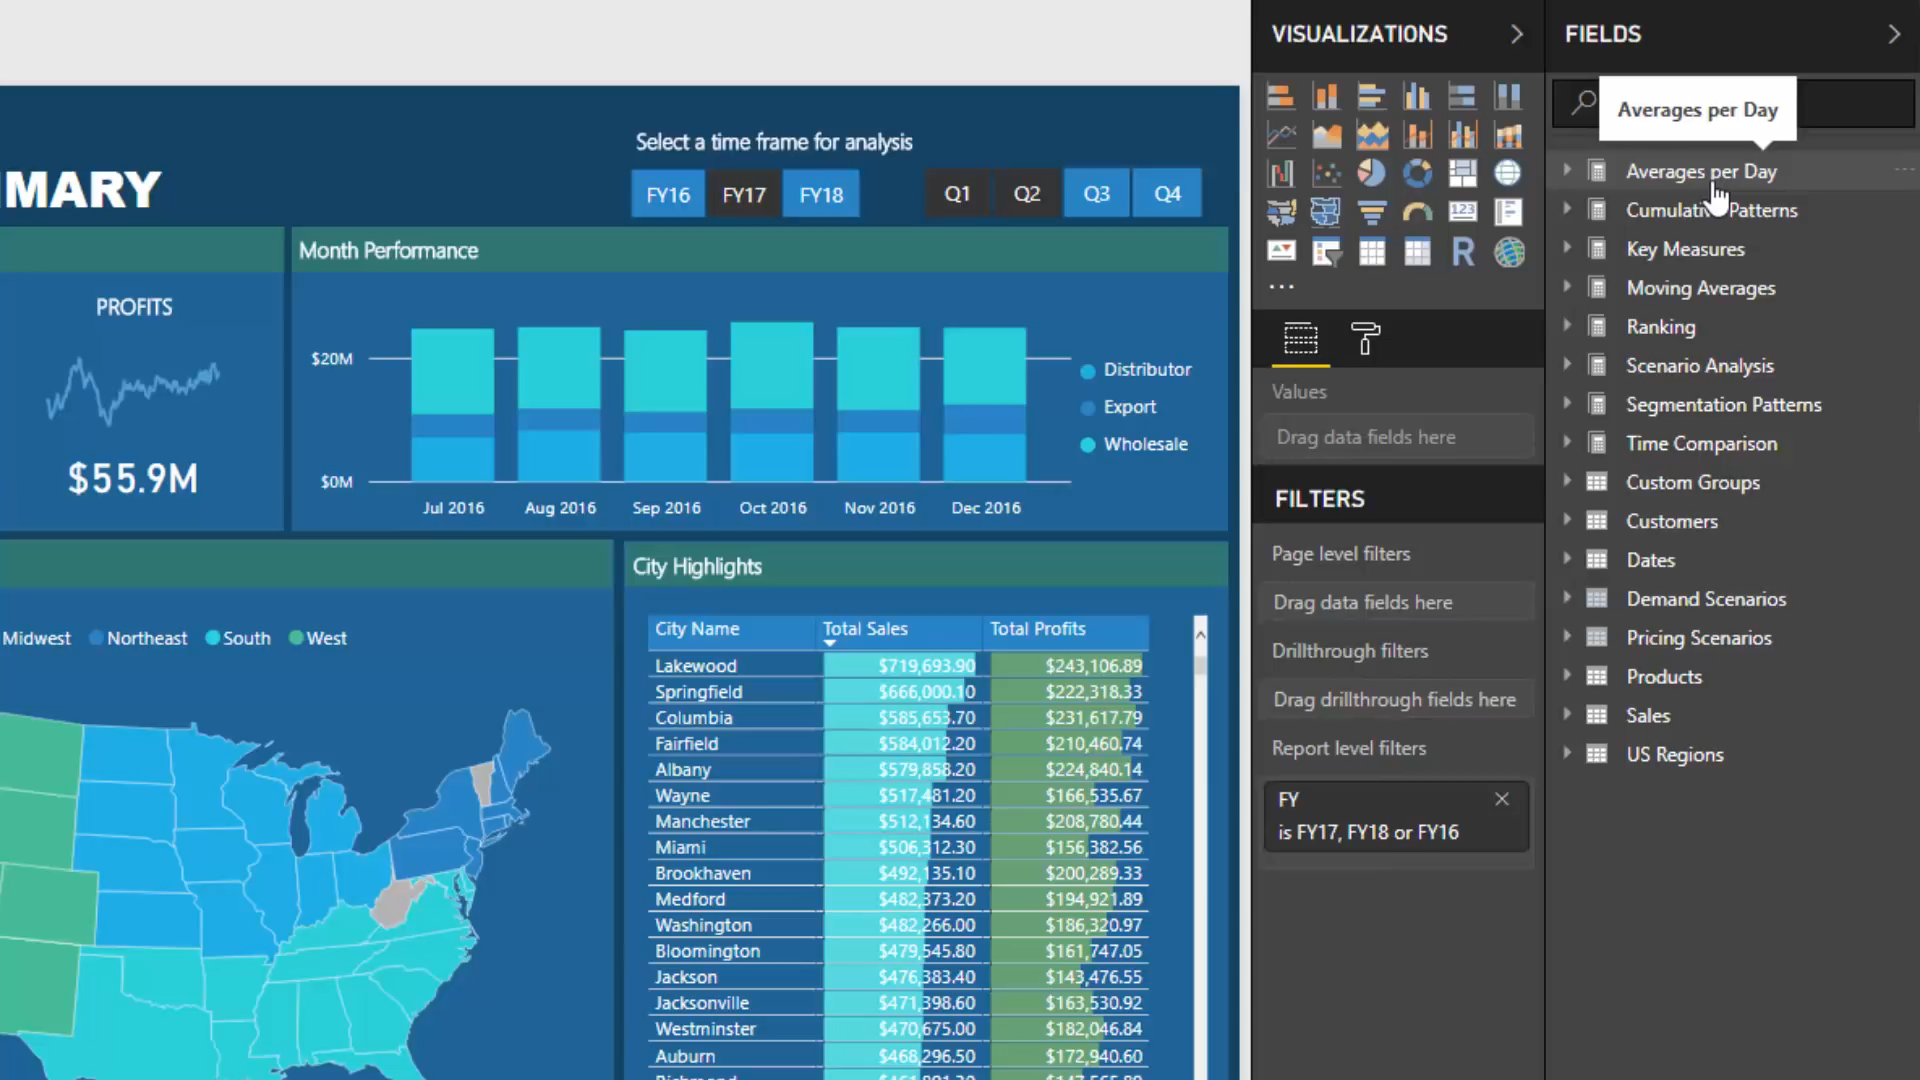 VISUALIZATIONS
FIELDS
Averages per Day
Select a time frame for analysis
MARY
FY16 FY17 FY18 Q1 Q2 Q3 Q4
Month Performance
PROFITS
$55.9M
$20M
$0M
Jul 2016 Aug 2016 Sep 2016 Oct 2016 Nov 2016 Dec 2016
Distributor
Export
Wholesale
City Highlights
Midwest Northeast South West
City Name Total Sales Total Profits
Lakewood $719,693.90 $243,106.89
Springfield $666,000.10 $222,318.33
Columbia $585,653.70 $231,617.79
Fairfield $584,012.20 $210,460.74
Albany $579,858.20 $224,840.14
Wayne $517,481.20 $166,535.67
Manchester $512,134.60 $208,780.44
Miami $506,312.30 $156,382.56
Brookhaven $492,135.10 $200,289.33
Medford $482,373.20 $194,921.89
Washington $482,266.00 $186,320.97
Bloomington $479,545.80 $161,747.05
Jackson $476,383.40 $143,476.55
Jacksonville $471,398.60 $163,530.92
Westminster $470,675.00 $182,046.84
Auburn $468,296.50 $172,940.60
123
R
Values
Drag data fields here
FILTERS
Page level filters
Drag data fields here
Drillthrough filters
Drag drillthrough fields here
Report level filters
FY
is FY17, FY18 or FY16
Averages per Day
Cumulativ Patterns
Key Measures
Moving Averages
Ranking
Scenario Analysis
Segmentation Patterns
Time Comparison
Custom Groups
Customers
Dates
Demand Scenarios
Pricing Scenarios
Products
Sales
US Regions